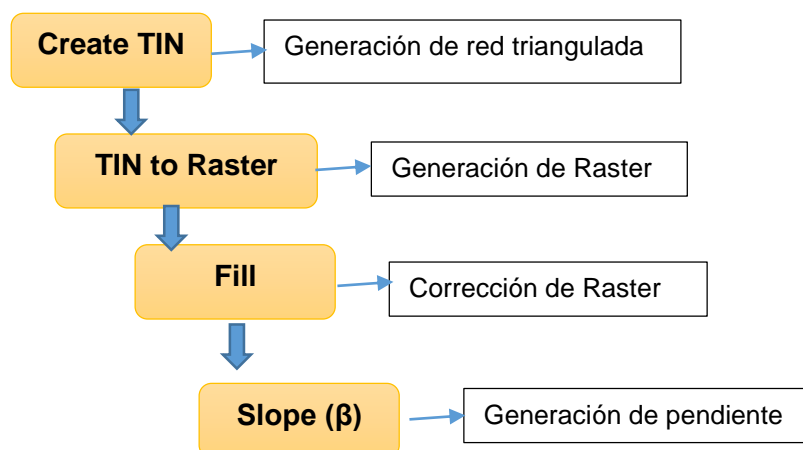 Create TIN
Generación de red triangulada
TIN to Raster
Generación de Raster
Fill
Corrección de Raster
Slope (β)
Generación de pendiente